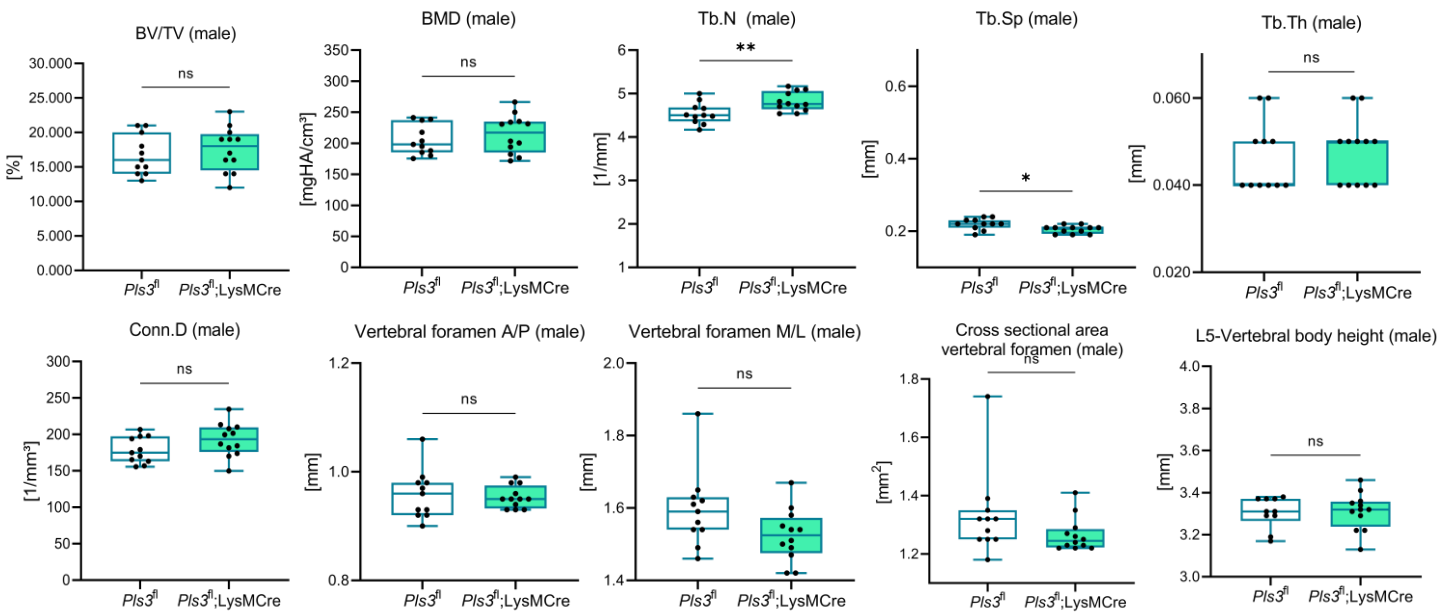 BV/TV (male)
ns
30.000
25.000
20.000
15.000
10.000
5.000
0.000
[%]
Pls3fl Pls3fl;LysMCre
BMD (male)
ns
350
300
250
200
150
100
50
0
[mgHA/cm³]
Pls3fl Pls3fl;LysMCre
Tb.N (male)
**
6
5
4
3
2
1
[1/mm]
Pls3fl Pls3fl;LysMCre
Tb.Sp (male)
*
0.6
0.4
0.2
[mm]
Pls3fl Pls3fl;LysMCre
Tb.Th (male)
ns
0.06
0.04
0.020
[mm]
Pls3fl Pls3fl;LysMCre
Conn.D (male)
ns
300
250
200
150
100
50
0
[1/mm³]
Pls3fl Pls3fl;LysMCre
Vertebral foramen A/P (male)
ns
1.2
1.0
0.8
[mm]
Pls3fl Pls3fl;LysMCre
Vertebral foramen M/L (male)
ns
2.0
1.8
1.6
1.4
[mm]
Pls3fl Pls3fl;LysMCre
Cross sectional area
vertebral foramen (male)
ns
1.8
1.6
1.4
1.2
[mm²]
Pls3fl Pls3fl;LysMCre
L5-Vertebral body height (male)
ns
4.0
3.8
3.6
3.4
3.2
3.0
[mm]
Pls3fl Pls3fl;LysMCre